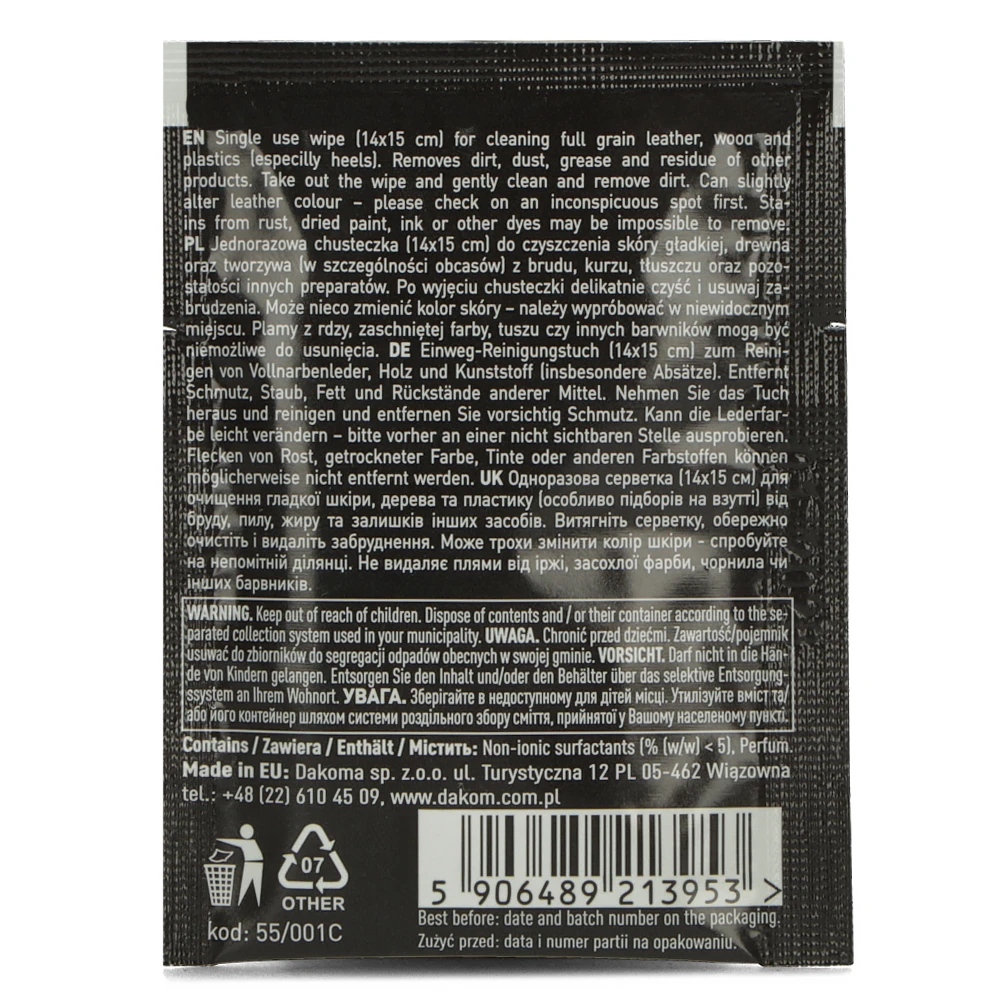 EN Single use wipe (14x15 cm) for cleaning full grain leather, wood and
plastics (especilly heels). Removes dirt, dust, grease and residue of other
products. Take out the wipe and gently clean and remove dirt. Can slightly
alter leather colour – please check on an inconspicuous spot first. Sta-
ins from rust, dried paint, ink or other dyes may be impossible to remove
PL Jednorazowa chusteczka (14x15 cm) do czyszczenia skóry gładkiej, drewna
oraz tworzywa (w szczególności obcasów) z brudu, kurzu, tłuszczu oraz pozo-
stałości innych preparatów. Po wyjęciu chusteczki delikatnie czyść i usuwaj za-
brudzenia. Może nieco zmienić kolor skóry – należy wypróbować w niewidocznym
miejscu. Plamy z rdzy, zaschniętej farby, tuszu czy innych barwników mogą być
niemożliwe do usunięcia. DE Einweg-Reinigungstuch (14x15 cm) zum Reini-
gen von Vollnarbenleder, Holz und Kunststoff (insbesondere Absätze). Entfernt
Schmutz, Staub, Fett und Rückstände anderer Mittel. Nehmen Sie das Tuch
heraus und reinigen und entfernen Sie vorsichtig Schmutz. Kann die Lederfar-
be leicht verändern – bitte vorher an einer nicht sichtbaren Stelle ausprobieren.
Flecken von Rost, getrockneter Farbe, Tinte oder anderen Farbstoffen können
möglicherweise nicht entfernt werden. UK Одноразова серветка (14x15 см) для
очищення гладкої шкіри, дерева та пластику (особливо підборів на взутті) від
бруду, пилу, жиру та залишків інших засобів. Витягніть серветку, обережно
очистіть і видаліть забруднення. Може трохи змінити колір шкіри - спробуйте
на непомітній ділянці. Не видаляє плями від іржі, засохлої фарби, чорнила чи
інших барвників.
WARNING. Keep out of reach of children. Dispose of contents and / or their container according to the se-
parated collection system used in your municipality. UWAGA. Chronić przed dziećmi. Zawartość/pojemnik
usuwać do zbiorników do segregacji odpadów obecnych w swojej gminie. VORSICHT. Darf nicht in die Hän-
de von Kindern gelangen. Entsorgen Sie den Inhalt und/oder den Behälter über das selektive Entsorgung-
ssystem an Ihrem Wohnort. УВАГА. Зберігайте в недоступному для дітей місці. Утилізуйте вміст та/
або його контейнер шляхом системи роздільного збору сміття, прийнятої у Вашому населеному пункті.
Contains / Zawiera / Enthält / Містить: Non-ionic surfactants (% (w/w) < 5), Perfum.
Made in EU: Dakoma sp. z.o.o. ul. Turystyczna 12 PL 05-462 Wiązowna
tel.: +48 (22) 610 45 09, www.dakom.com.pl
07
OTHER
kod: 55/001C
5 906489 213953 >
Best before: date and batch number on the packaging.
Zużyć przed: data i numer partii na opakowaniu.